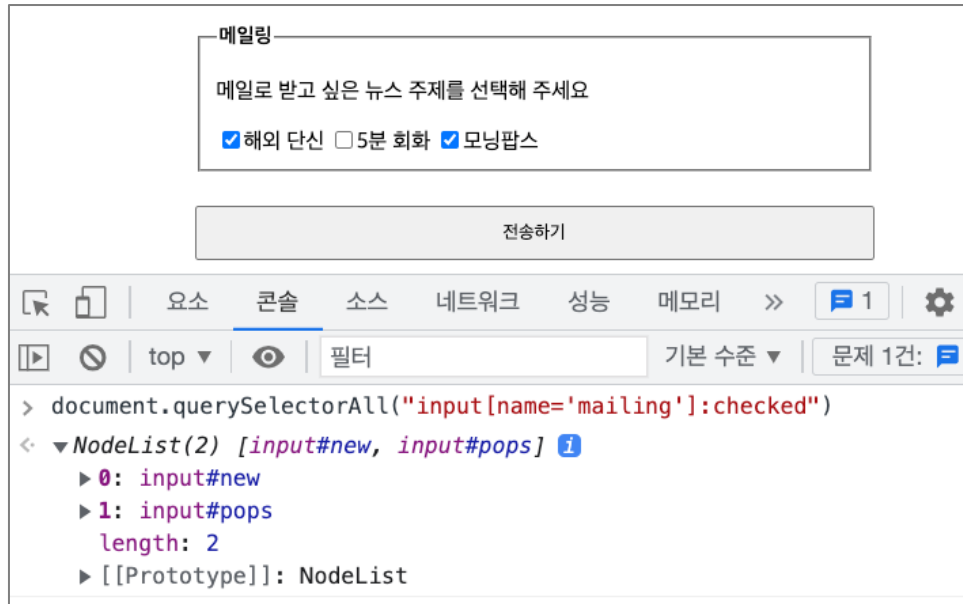 메일링
메일로 받고 싶은 뉴스 주제를 선택해 주세요
해외 단신 5분 회화 모닝팝스
전송하기
요소 콘솔 소스 네트워크 성능 메모리 » 1
top ▼ 필터 기본 수준 ▼ 문제 1건:
> document.querySelectorAll("input[name='mailing']:checked")
<· ▼NodeList(2) [input#new, input#pops] i
▶0: input#new
▶1: input#pops
length: 2
▶[[Prototype]]: NodeList